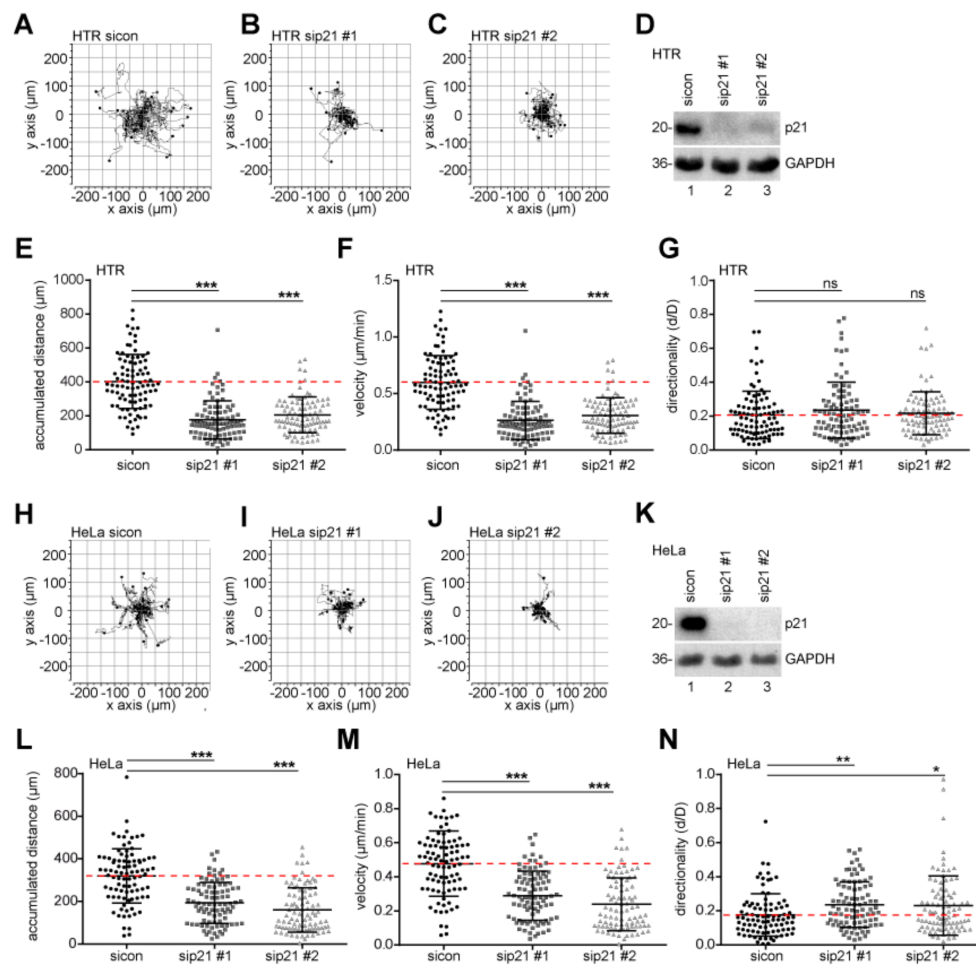 A
HTR sicon
y axis (µm)
200
100
0
-100
-200
-200 -100 0 100 200
x axis (µm)
B
HTR sip21 #1
y axis (µm)
200
100
0
-100
-200
-200 -100 0 100 200
x axis (µm)
C
HTR sip21 #2
y axis (µm)
200
100
0
-100
-200
-200 -100 0 100 200
x axis (µm)
D
HTR
sicon
sip21 #1
sip21 #2
20- p21
36- GAPDH
1 2 3
E
HTR
accumulated distance (µm)
1000
800
600
400
200
0
***
***
sicon sip21 #1 sip21 #2
F
HTR
velocity (µm/min)
1.5
1.0
0.5
0.0
***
***
sicon sip21 #1 sip21 #2
G
HTR
directionality (d/D)
1.0
0.8
0.6
0.4
0.2
0.0
ns
ns
sicon sip21 #1 sip21 #2
H
HeLa sicon
y axis (µm)
200
100
0
-100
-200
-200 -100 0 100 200
x axis (µm)
I
HeLa sip21 #1
y axis (µm)
200
100
0
-100
-200
-200 -100 0 100 200
x axis (µm)
J
HeLa sip21 #2
y axis (µm)
200
100
0
-100
-200
-200 -100 0 100 200
x axis (µm)
K
HeLa
sicon
sip21 #1
sip21 #2
20- p21
36- GAPDH
1 2 3
L
HeLa
accumulated distance (µm)
800
600
400
200
0
***
***
sicon sip21 #1 sip21 #2
M
HeLa
velocity (µm/min)
1.0
0.8
0.6
0.4
0.2
0.0
***
***
sicon sip21 #1 sip21 #2
N
HeLa
directionality (d/D)
1.0
0.8
0.6
0.4
0.2
0.0
**
*
sicon sip21 #1 sip21 #2